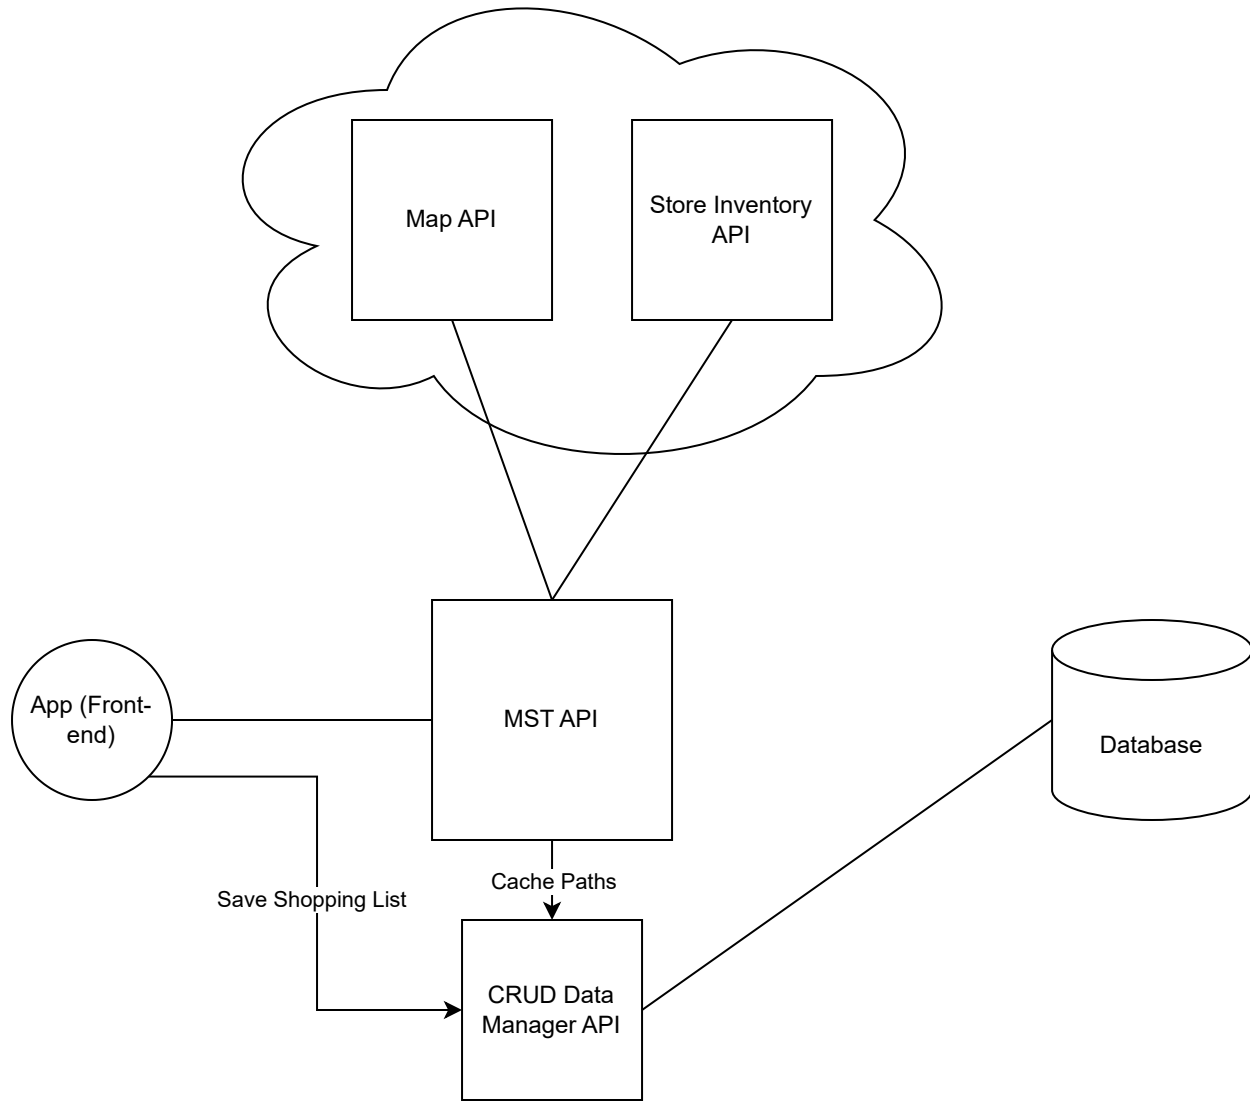 Map API
Store Inventory
API
App (Front-
end)
MST API
Database
Cache Paths
Save Shopping List
CRUD Data
Manager API